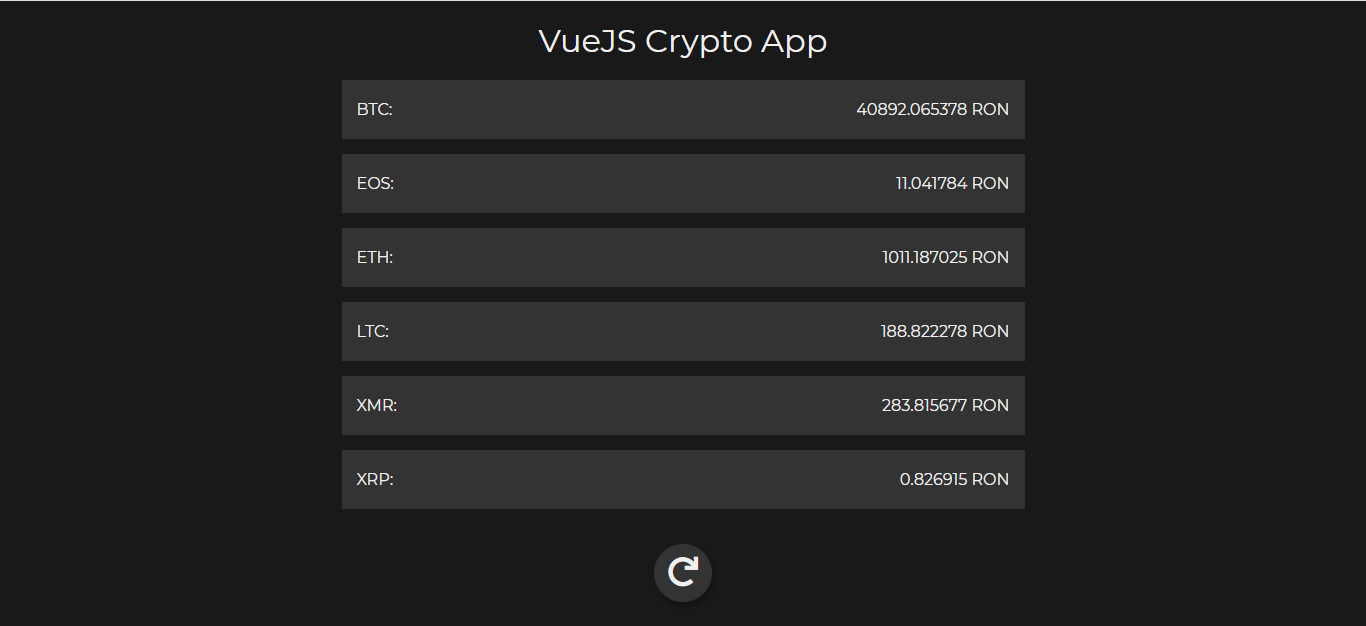 VueJS Crypto App
BTC: 40892.065378 RON
EOS: 11.041784 RON
ETH: 1011.187025 RON
LTC: 188.822278 RON
XMR: 283.815677 RON
XRP: 0.826915 RON